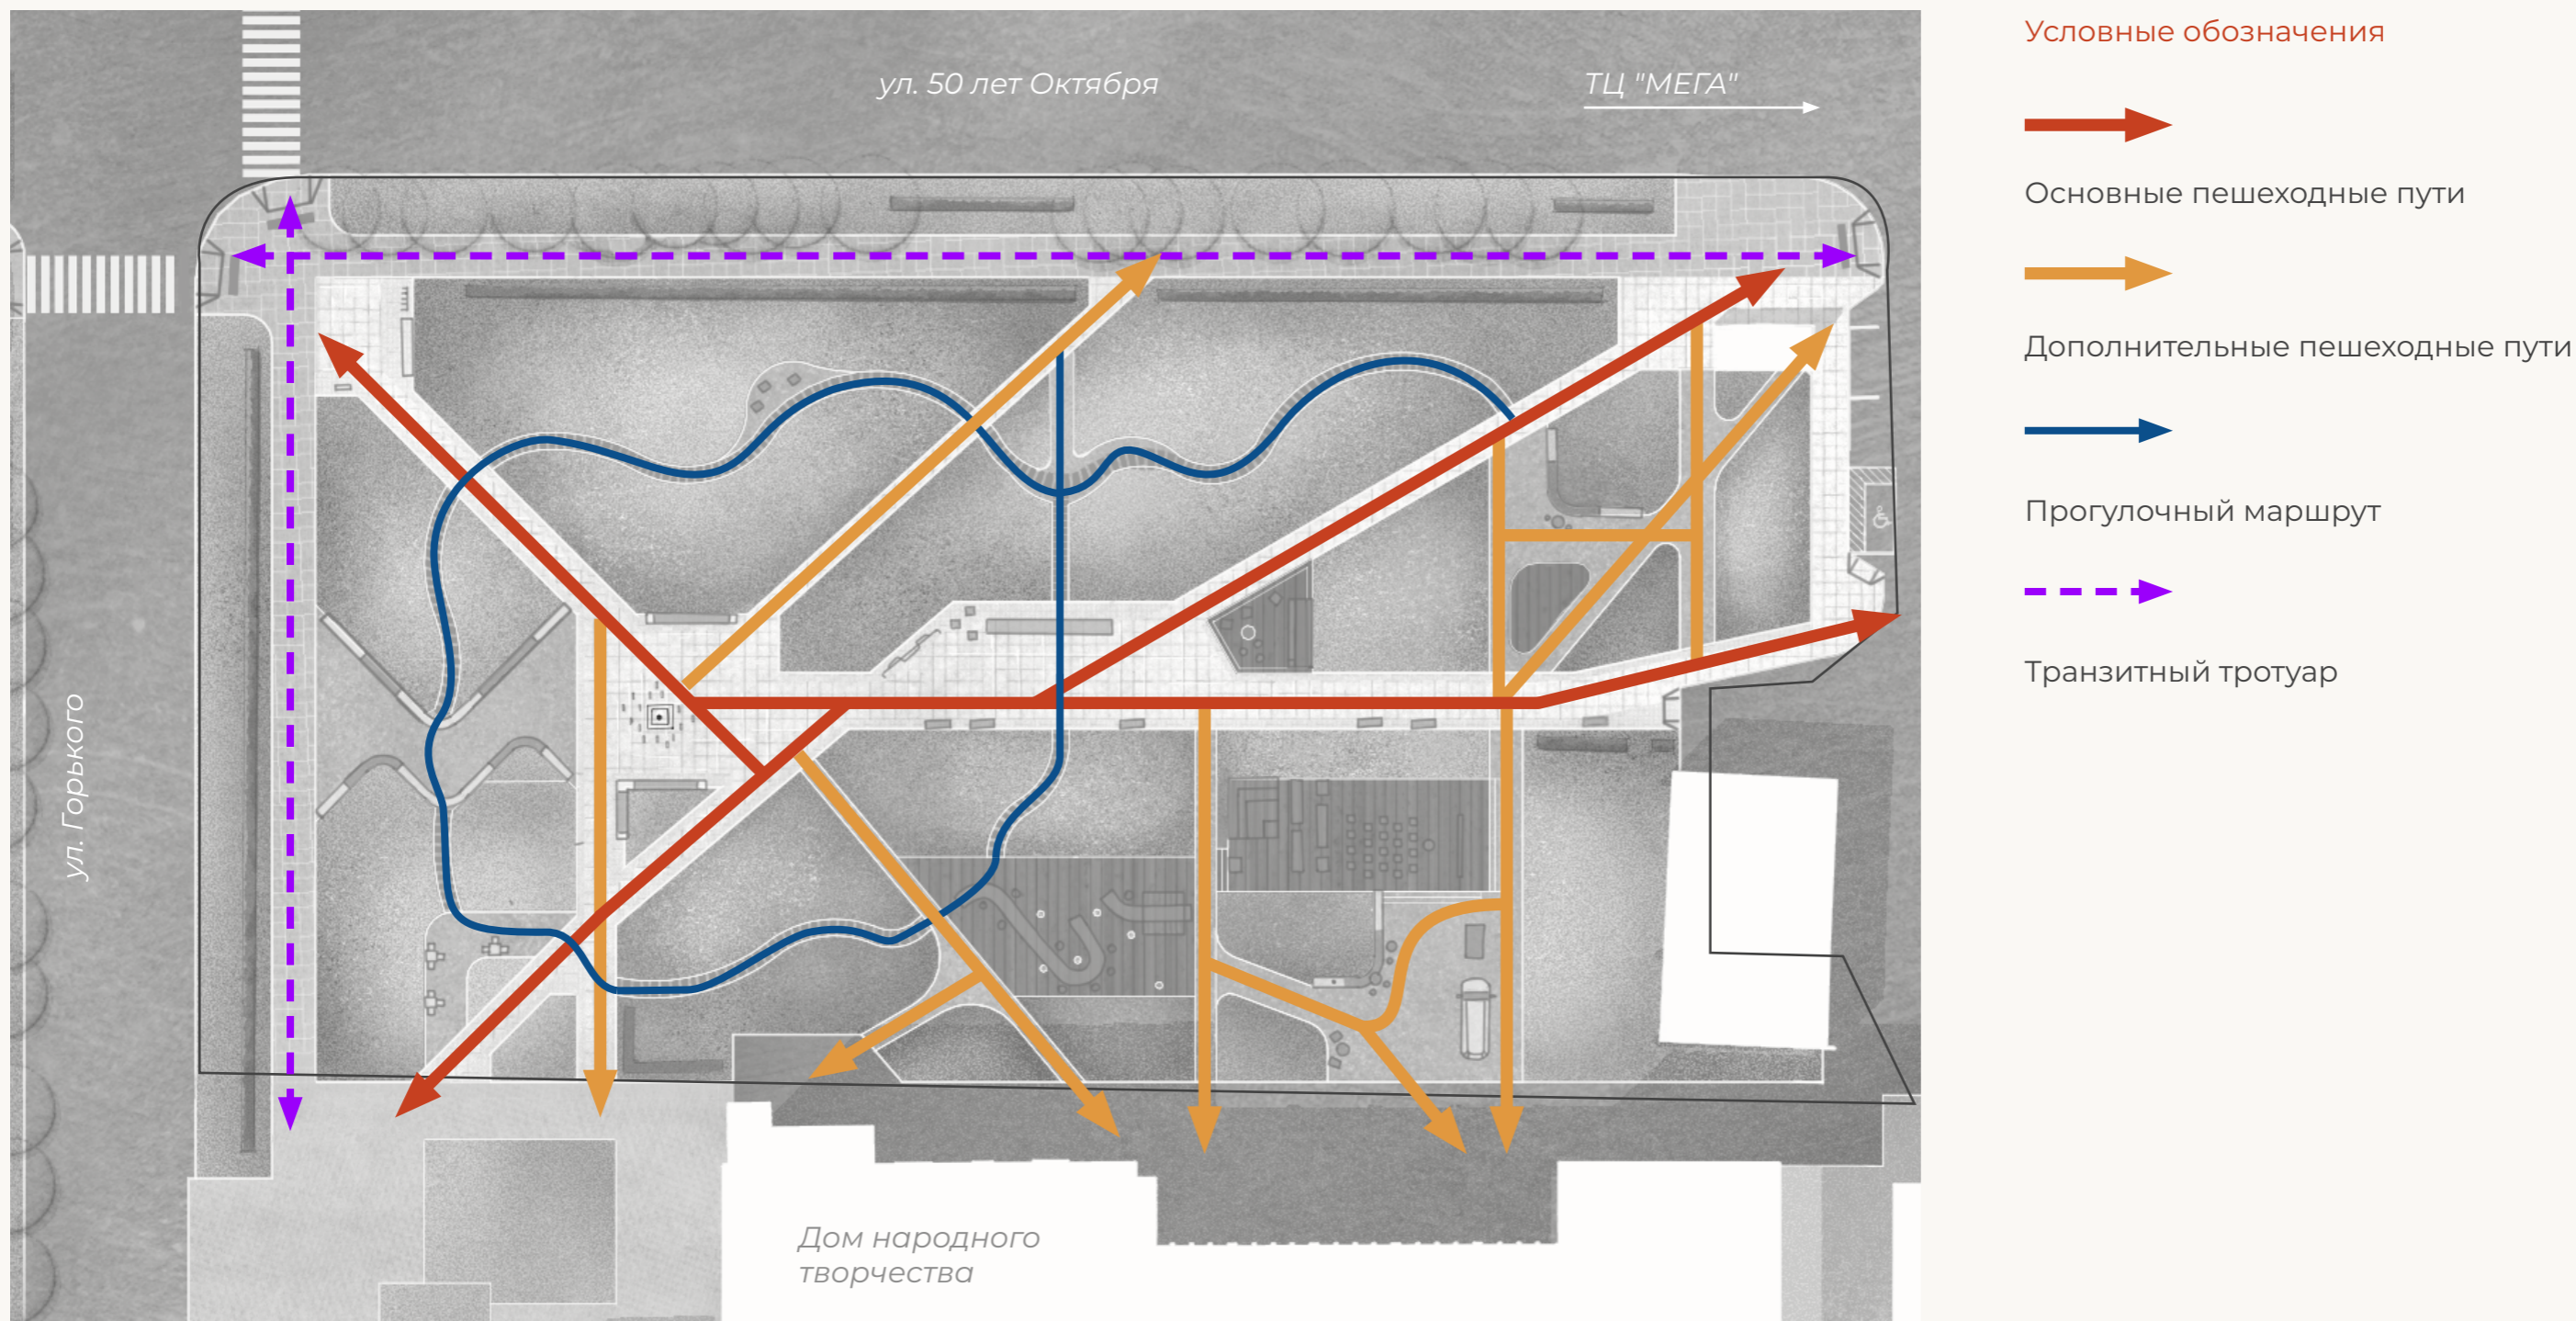 ул. 50 лет Октября
ТЦ "МЕГА"
ул. Горького
Дом народного
творчества
Условные обозначения
Основные пешеходные пути
Дополнительные пешеходные пути
Прогулочный маршрут
Транзитный тротуар